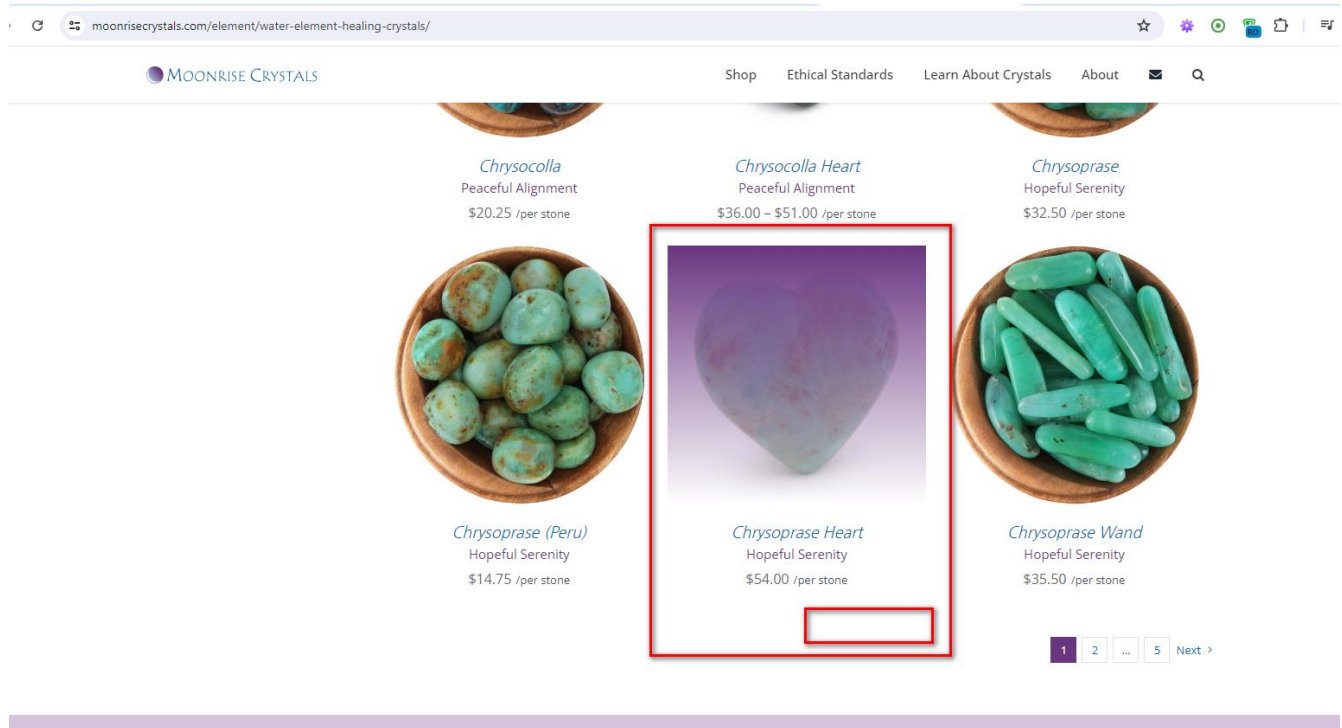 moonrisecrystals.com/element/water-element-healing-crystals/
RO
MOONRISE CRYSTALS
Shop Ethical Standards Learn About Crystals About
Chrysocolla
Peaceful Alignment
$20.25 /per stone
Chrysocolla Heart
Peaceful Alignment
$36.00 – $51.00 /per stone
Chrysoprase
Hopeful Serenity
$32.50 /per stone
Chrysoprase (Peru)
Hopeful Serenity
$14.75 /per stone
Chrysoprase Heart
Hopeful Serenity
$54.00 /per stone
Chrysoprase Wand
Hopeful Serenity
$35.50 /per stone
1 2 ... 5 Next >